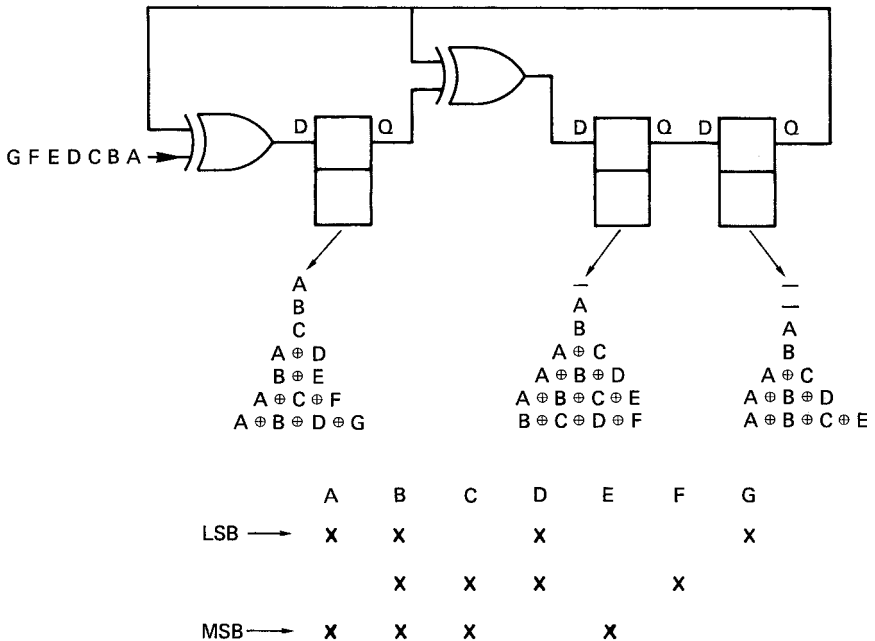 D Q
D Q D Q
G F E D C B A
A — —
B A —
C B A
A ⊕ D A ⊕ C B
B ⊕ E A ⊕ B ⊕ D A ⊕ C
A ⊕ C ⊕ F A ⊕ B ⊕ C ⊕ E A ⊕ B ⊕ D
A ⊕ B ⊕ D ⊕ G B ⊕ C ⊕ D ⊕ F A ⊕ B ⊕ C ⊕ E
A B C D E F G
LSB X X X X
X X X X
MSB X X X X